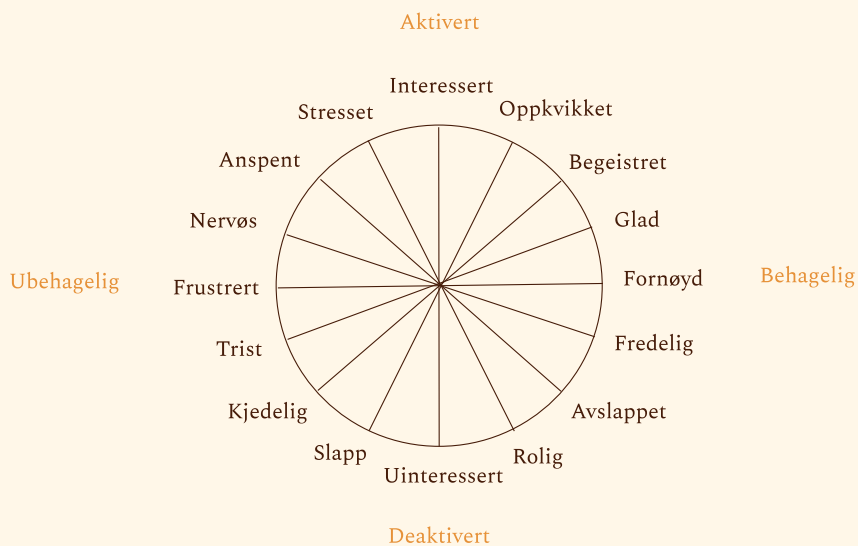 Aktivert
Interessert
Stresset
Oppkvikket
Anspent
Begeistret
Nervøs
Glad
Ubehagelig
Frustrert
Fornøyd
Behagelig
Trist
Fredelig
Kjedelig
Avslappet
Slapp
Rolig
Uinteressert
Deaktivert